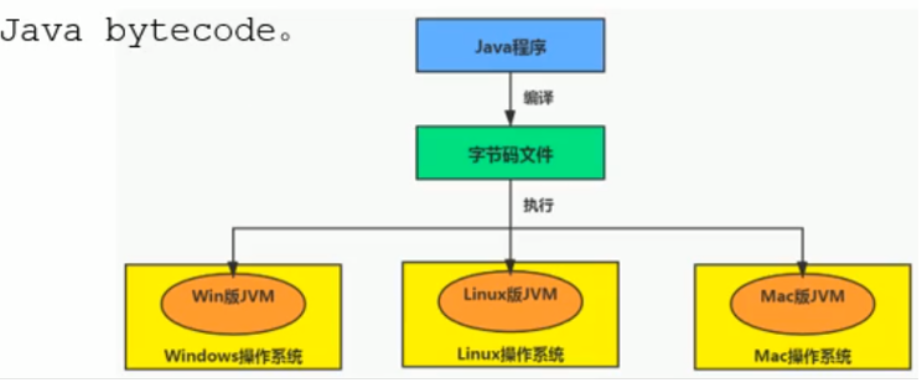 Java bytecode。
Java程序
编译
字节码文件
执行
Win版JVM
Linux版JVM
Mac版JVM
Windows操作系统
Linux操作系统
Mac操作系统